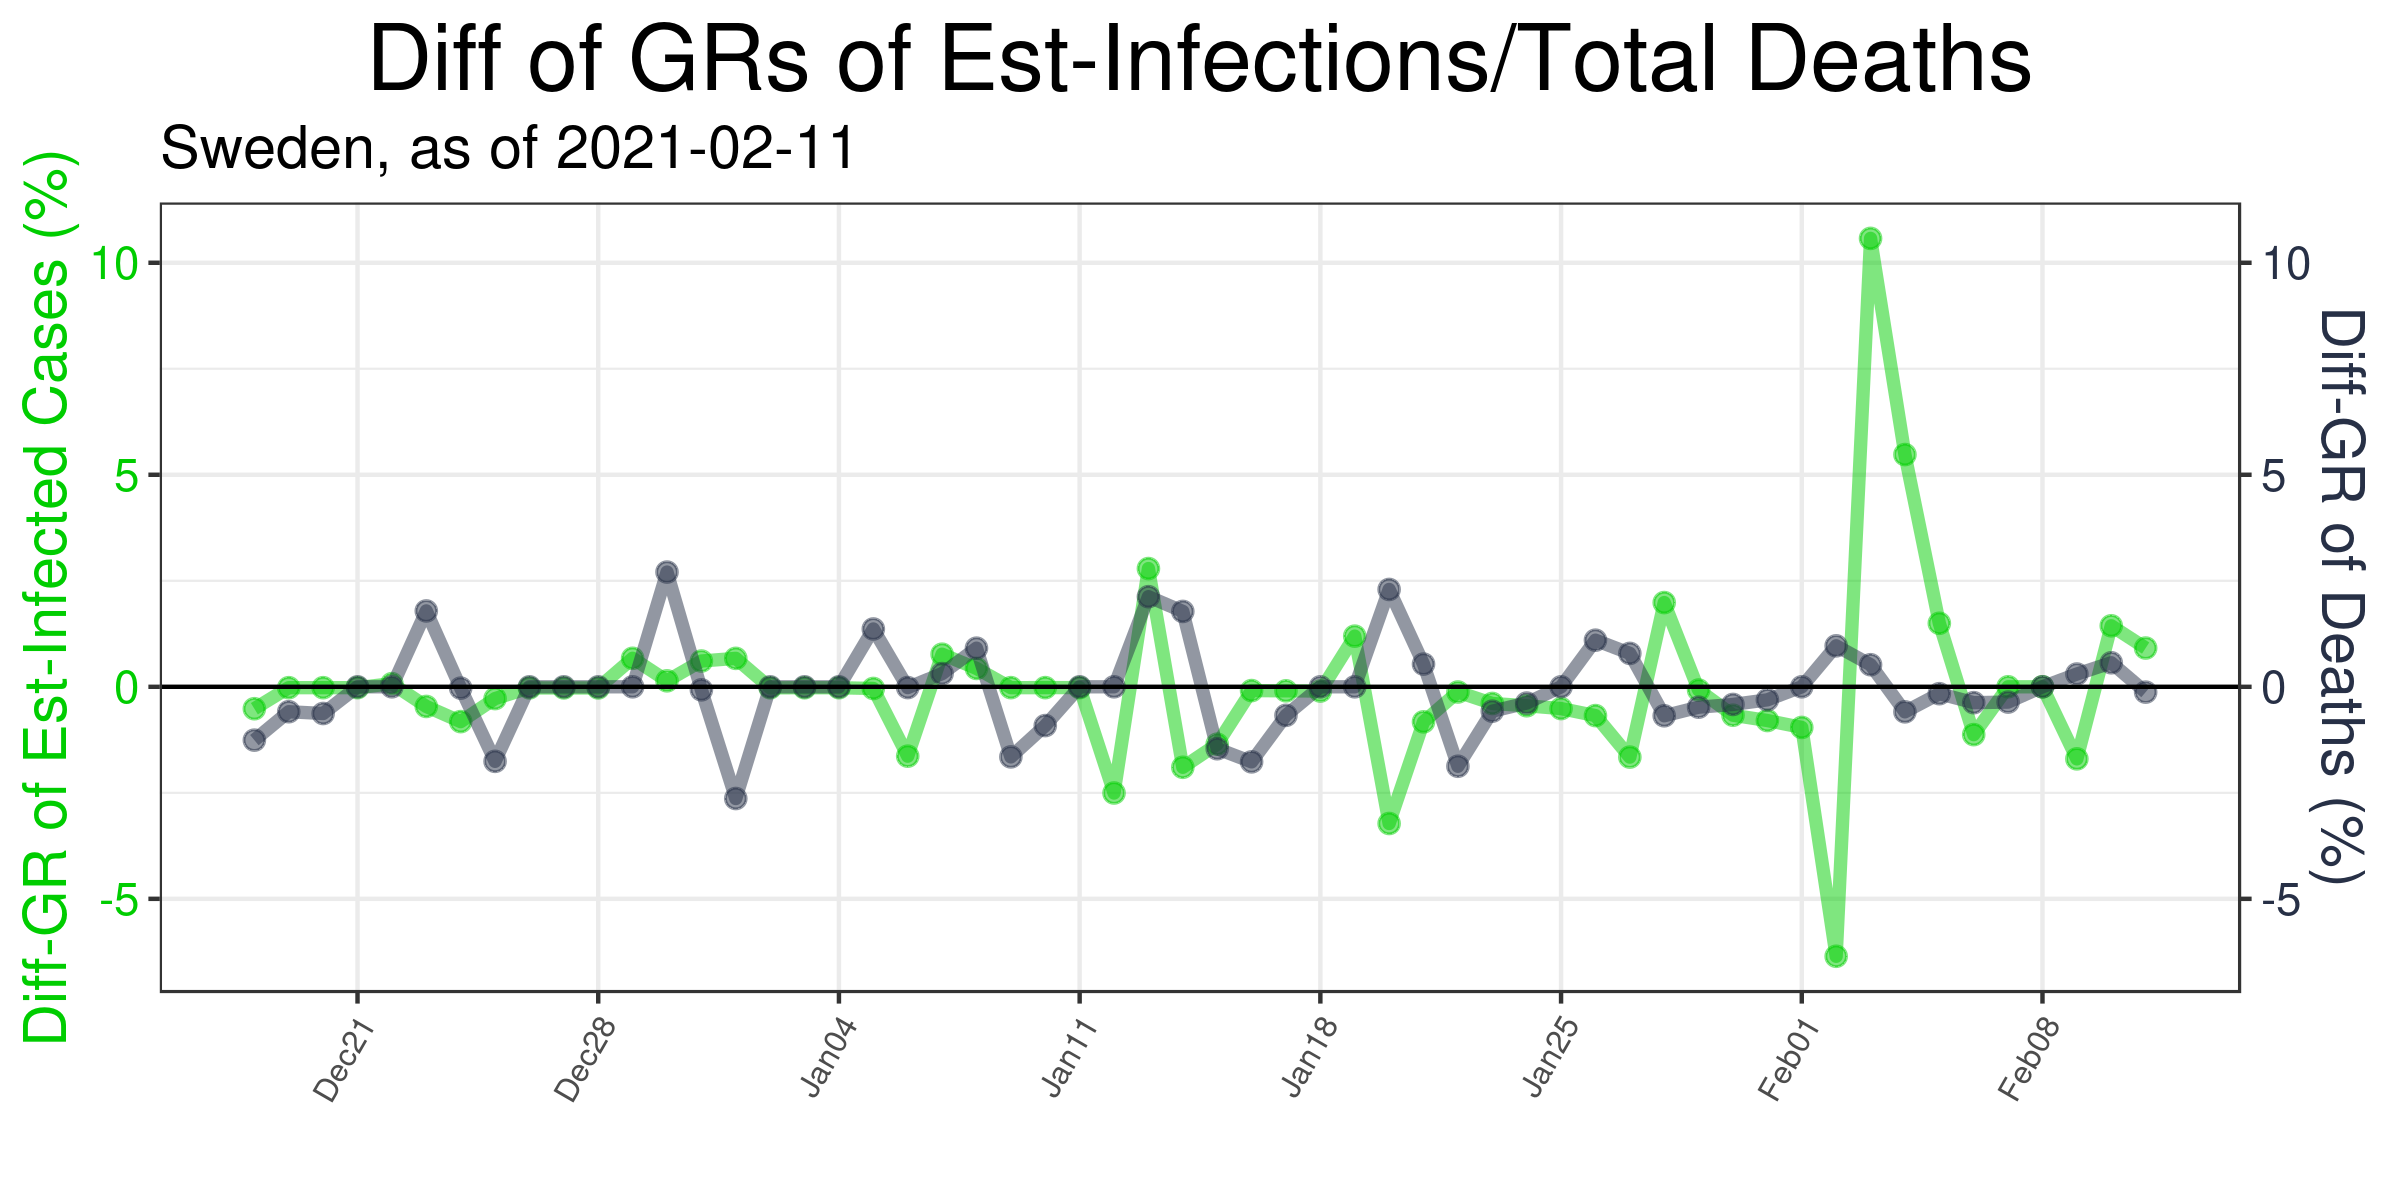 Diff of GRs of Est-Infections/Total Deaths
Sweden, as of 2021-02-11
Diff-GR of Est-Infected Cases (%)
10
5
0
-5
10
5
0
-5
Diff-GR of Deaths (%)
Dec21
Dec28
Jan04
Jan11
Jan18
Jan25
Feb01
Feb08